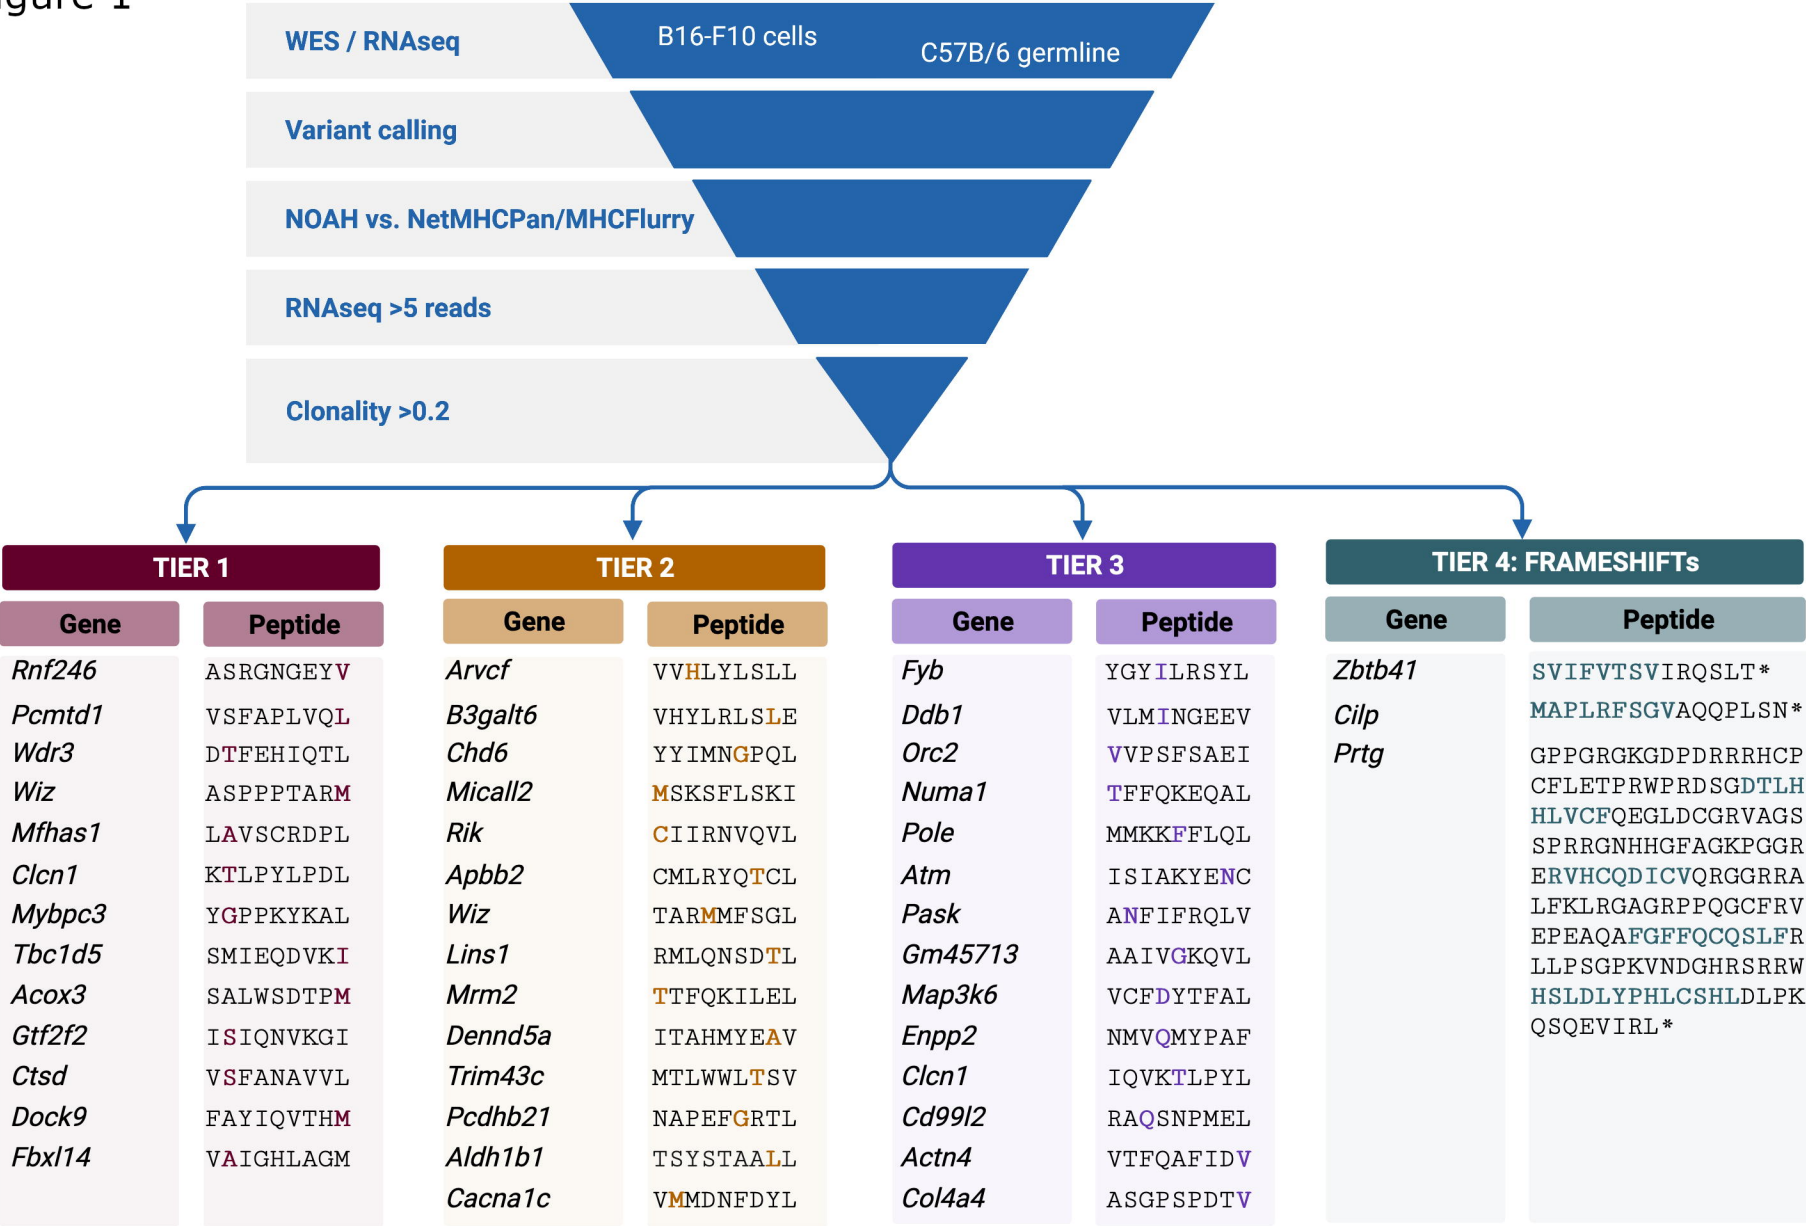 Figure 1
WES / RNAseq
B16-F10 cells
C57B/6 germline
Variant calling
NOAH vs. NetMHCPan/MHCFlurry
RNAseq >5 reads
Clonality >0.2
TIER 1
Gene Peptide
Rnf246 ASRGNGEYV
Pcmtd1 VSFAPLVQL
Wdr3 DTFEHIQTL
Wiz ASPPPTARM
Mfhas1 LAVSCRDPL
Clcn1 KTLPYLPDL
Mybpc3 YGPPKYKAL
Tbc1d5 SMIEQDVKI
Acox3 SALWSDTPM
Gtf2f2 ISIQNVKGI
Ctsd VSFANAVVL
Dock9 FAYIQVTHM
Fbxl14 VAIGHLAGM
TIER 2
Gene Peptide
Arvcf VVHLYLSLL
B3galt6 VHYLRLSLE
Chd6 YYIMNGPQL
Micall2 MSKSFLSKI
Rik CIIRNVQVL
Apbb2 CMLRYQTCL
Wiz TARMMFSGL
Lins1 RMLQNSDTL
Mrm2 TTFQKILEL
Dennd5a ITAHMYEAV
Trim43c MTLWWLTSV
Pcdhb21 NAPEFGRTL
Aldh1b1 TSYSTAALL
Cacna1c VMMDNFDYL
TIER 3
Gene Peptide
Fyb YGYILRSYL
Ddb1 VLMINGEEV
Orc2 VVPSFSAEI
Numa1 TFFQKEQAL
Pole MMKKFFLQL
Atm ISIAKYENC
Pask ANFIFRQLV
Gm45713 AAIVGKQVL
Map3k6 VCFDYTFAL
Enpp2 NMVQMYPAF
Clcn1 IQVKTLPYL
Cd99l2 RAQSNPMEL
Actn4 VTFQAFIDV
Col4a4 ASGPSPDTV
TIER 4: FRAMESHIFTs
Gene Peptide
Zbtb41 SVIFVTSVIRQSLT*
Cilp MAPLRFSGVAQQPLSN*
Prtg GPPGRGKGDPDRRRHCP
CFLETPRWPRDSGDTLH
HLVCFQEGLDCGRVAGS
SPRRGNHHGFAGKPGGR
ERVHCQDICVQRGGRRA
LFKLRGAGRPPQGCFRV
EPEAQAFGFFQCQSLFR
LLPSGPKVNDGHRSRRW
HSLDLYPHLCSHLDLPK
QSQEVIRL*